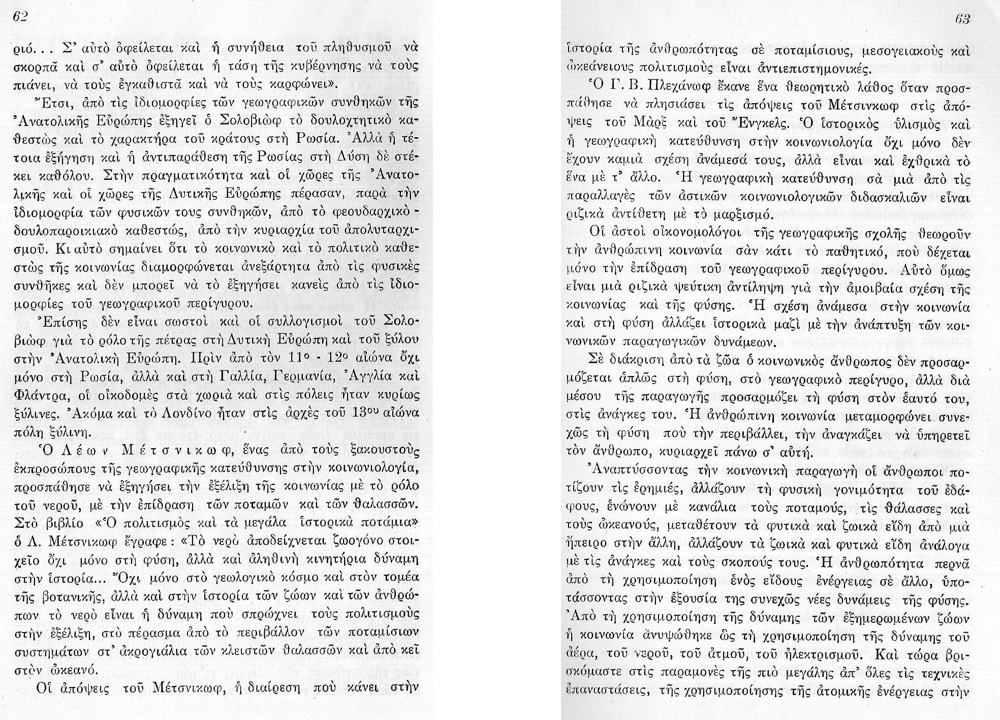 62
ριό... Σ' αὐτὸ ὀφείλεται καὶ ἡ συνήθεια τοῦ πληθυσμοῦ νὰ
σκορπᾶ καὶ σ' αὐτὸ ὀφείλεται ἡ τάση τῆς κυβέρνησης νὰ τοὺς
πιάνει, νὰ τοὺς ἐγκαθιστᾶ καὶ νὰ τοὺς καρφώνει».
Ἔτσι, ἀπὸ τὶς ἰδιομορφίες τῶν γεωγραφικῶν συνθηκῶν τῆς
Ἀνατολικῆς Εὐρώπης ἐξηγεῖ ὁ Σολοβιὼφ τὸ δουλοχτητικὸ κα-
θεστὼς καὶ τὸ χαρακτήρα τοῦ κράτους στὴ Ρωσία. Ἀλλὰ ἡ τέ-
τοια ἐξήγηση καὶ ἡ ἀντιπαράθεση τῆς Ρωσίας στὴ Δύση δὲ στέ-
κει καθόλου. Στὴν πραγματικότητα καὶ οἱ χῶρες τῆς Ἀνατο-
λικῆς καὶ οἱ χῶρες τῆς Δυτικῆς Εὐρώπης πέρασαν, παρὰ τὴν
ἰδιομορφία τῶν φυσικῶν τους συνθηκῶν, ἀπὸ τὸ φεουδαρχικὸ -
δουλοπαροικιακὸ καθεστώς, ἀπὸ τὴν κυριαρχία τοῦ ἀπολυταρχι-
σμοῦ. Κι αὐτὸ σημαίνει ὅτι τὸ κοινωνικὸ καὶ τὸ πολιτικὸ καθε-
στὼς τῆς κοινωνίας διαμορφώνεται ἀνεξάρτητα ἀπὸ τὶς φυσικὲς
συνθῆκες καὶ δὲν μπορεῖ νὰ τὸ ἐξηγήσει κανεὶς ἀπὸ τὶς ἰδιο-
μορφίες τοῦ γεωγραφικοῦ περίγυρου.
Ἐπίσης δὲν εἶναι σωστοὶ καὶ οἱ συλλογισμοὶ τοῦ Σολο-
βιὼφ γιὰ τὸ ρόλο τῆς πέτρας στὴ Δυτικὴ Εὐρώπη καὶ τοῦ ξύλου
στὴν Ἀνατολικὴ Εὐρώπη. Πρὶν ἀπὸ τὸν 11ο - 12ο αἰώνα ὄχι
μόνο στὴ Ρωσία, ἀλλὰ καὶ στὴ Γαλλία, Γερμανία, Ἀγγλία καὶ
Φλάντρα, οἱ οἰκοδομὲς στὰ χωριὰ καὶ στὶς πόλεις ἦταν κυρίως
ξύλινες. Ἀκόμα καὶ τὸ Λονδίνο ἦταν στὶς ἀρχὲς τοῦ 13ου αἰώνα
πόλη ξύλινη.
Ὁ Λέων Μέτσνικωφ, ἕνας ἀπὸ τοὺς ξακουστοὺς
ἐκπροσώπους τῆς γεωγραφικῆς κατεύθυνσης στὴν κοινωνιολογία,
προσπάθησε νὰ ἐξηγήσει τὴν ἐξέλιξη τῆς κοινωνίας μὲ τὸ ρόλο
τοῦ νεροῦ, μὲ τὴν ἐπίδραση τῶν ποταμῶν καὶ τῶν θαλασσῶν.
Στὸ βιβλίο «Ὁ πολιτισμὸς καὶ τὰ μεγάλα ἱστορικὰ ποτάμια»
ὁ Λ. Μέτσνικωφ ἔγραφε: «Τὸ νερὸ ἀποδείχνεται ζωογόνο στοι-
χεῖο ὄχι μόνο στὴ φύση, ἀλλὰ καὶ ἀληθινὴ κινητήρια δύναμη
στὴν ἱστορία... Ὄχι μόνο στὸ γεωλογικὸ κόσμο καὶ στὸν τομέα
τῆς βοτανικῆς, ἀλλὰ καὶ στὴν ἱστορία τῶν ζώων καὶ τῶν ἀνθρώ-
πων τὸ νερὸ εἶναι ἡ δύναμη ποὺ σπρώχνει τοὺς πολιτισμοὺς
στὴν ἐξέλιξη, στὸ πέρασμα ἀπὸ τὸ περιβάλλον τῶν ποταμίσιων
συστημάτων στ' ἀκρογιάλια τῶν κλειστῶν θαλασσῶν καὶ ἀπὸ κεῖ
στὸν ὠκεανό.
Οἱ ἀπόψεις τοῦ Μέτσνικωφ, ἡ διαίρεση ποὺ κάνει στὴν
63
ἱστορία τῆς ἀνθρωπότητας σὲ ποταμίσιους, μεσογειακοὺς καὶ
ὠκεάνειους πολιτισμοὺς εἶναι ἀντιεπιστημονικές.
Ὁ Γ. Β. Πλεχάνωφ ἔκανε ἕνα θεωρητικὸ λάθος ὅταν προσ-
πάθησε νὰ πλησιάσει τὶς ἀπόψεις τοῦ Μέτσινκωφ στὶς ἀπό-
ψεις τοῦ Μὰρξ καὶ τοῦ Ἔνγκελς. Ὁ ἱστορικὸς ὑλισμὸς καὶ
ἡ γεωγραφικὴ κατεύθυνση στὴν κοινωνιολογία ὄχι μόνο δὲν
ἔχουν καμιὰ σχέση ἀνάμεσά τους, ἀλλὰ εἶναι καὶ ἐχθρικὰ τὸ
ἕνα μὲ τ' ἄλλο. Ἡ γεωγραφικὴ κατεύθυνση σὰ μιὰ ἀπὸ τὶς
παραλλαγὲς τῶν ἀστικῶν κοινωνιολογικῶν διδασκαλιῶν εἶναι
ριζικὰ ἀντίθετη μὲ τὸ μαρξισμό.
Οἱ ἀστοὶ οἰκονομολόγοι τῆς γεωγραφικῆς σχολῆς θεωροῦν
τὴν ἀνθρώπινη κοινωνία σὰν κάτι τὸ παθητικό, ποὺ δέχεται
μόνο τὴν ἐπίδραση τοῦ γεωγραφικοῦ περίγυρου. Αὐτὸ ὅμως
εἶναι μιὰ ριζικὰ ψεύτικη ἀντίληψη γιὰ τὴν ἀμοιβαία σχέση τῆς
κοινωνίας καὶ τῆς φύσης. Ἡ σχέση ἀνάμεσα στὴν κοινωνία
καὶ στὴ φύση ἀλλάζει ἱστορικὰ μαζὶ μὲ τὴν ἀνάπτυξη τῶν κοι-
νωνικῶν παραγωγικῶν δυνάμεων.
Σὲ διάκριση ἀπὸ τὰ ζῶα ὁ κοινωνικὸς ἄνθρωπος δὲν προσαρ-
μόζεται ἁπλῶς στὴ φύση, στὸ γεωγραφικὸ περίγυρο, ἀλλὰ διὰ
μέσου τῆς παραγωγῆς προσαρμόζει τὴ φύση στὸν ἑαυτό του,
στὶς ἀνάγκες του. Ἡ ἀνθρώπινη κοινωνία μεταμορφώνει συνε-
χῶς τὴ φύση ποὺ τὴν περιβάλλει, τὴν ἀναγκάζει νὰ ὑπηρετεῖ
τὸν ἄνθρωπο, κυριαρχεῖ πάνω σ' αὐτή.
Ἀναπτύσσοντας τὴν κοινωνικὴ παραγωγὴ οἱ ἄνθρωποι πο-
τίζουν τὶς ἐρημιές, ἀλλάζουν τὴ φυσικὴ γονιμότητα τοῦ ἐδά-
φους, ἑνώνουν μὲ κανάλια τοὺς ποταμούς, τὶς θάλασσες καὶ
τοὺς ὠκεανούς, μεταθέτουν τὰ φυτικὰ καὶ ζωικὰ εἴδη ἀπὸ μιὰ
ἤπειρο στὴν ἄλλη, ἀλλάζουν τὰ ζωικὰ καὶ φυτικὰ εἴδη ἀνάλογα
μὲ τὶς ἀνάγκες καὶ τοὺς σκοπούς τους. Ἡ ἀνθρωπότητα περνᾶ
ἀπὸ τὴ χρησιμοποίηση ἑνὸς εἴδους ἐνέργειας σὲ ἄλλο, ὑπο-
τάσσοντας στὴν ἐξουσία της συνεχῶς νέες δυνάμεις τῆς φύσης.
Ἀπὸ τὴ χρησιμοποίηση τῆς δύναμης τῶν ἐξημερωμένων ζώων
ἡ κοινωνία ἀνυψώθηκε ὣς τὴ χρησιμοποίηση τῆς δύναμης τοῦ
ἀέρα, τοῦ νεροῦ, τοῦ ἀτμοῦ, τοῦ ἠλεκτρισμοῦ. Καὶ τώρα βρι-
σκόμαστε στὶς παραμονὲς τῆς πιὸ μεγάλης ἀπ' ὅλες τὶς τεχνικὲς
ἐπαναστάσεις, τῆς χρησιμοποίησης τῆς ἀτομικῆς ἐνέργειας στὴν